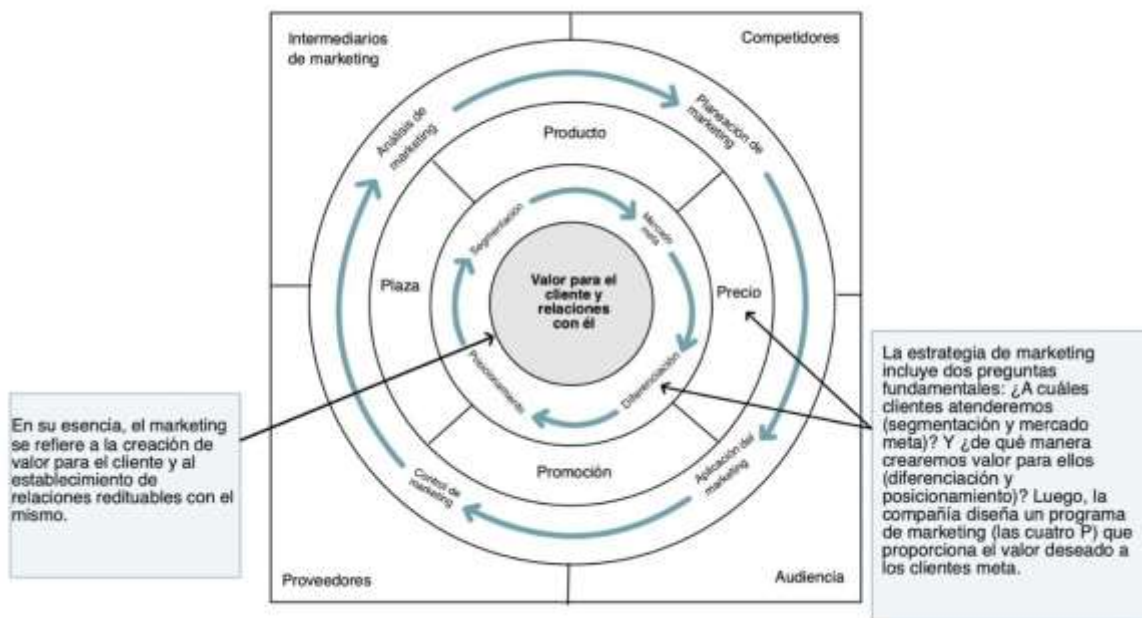 Intermediarios
de marketing
Competidores
Análisis de
marketing
Planeación de
marketing
Producto
Segmentación
Mercado
meta
Plaza
Valor para el
cliente y
relaciones
con él
Precio
Posicionamiento
Diferenciación
Promoción
Control de
marketing
Aplicación del
marketing
Proveedores
Audiencia
En su esencia, el marketing
se refiere a la creación de
valor para el cliente y al
establecimiento de
relaciones redituables con el
mismo.
La estrategia de marketing
incluye dos preguntas
fundamentales: ¿A cuáles
clientes atenderemos
(segmentación y mercado
meta)? Y ¿de qué manera
crearemos valor para ellos
(diferenciación y
posicionamiento)? Luego, la
compañía diseña un programa
de marketing (las cuatro P) que
proporciona el valor deseado a
los clientes meta.